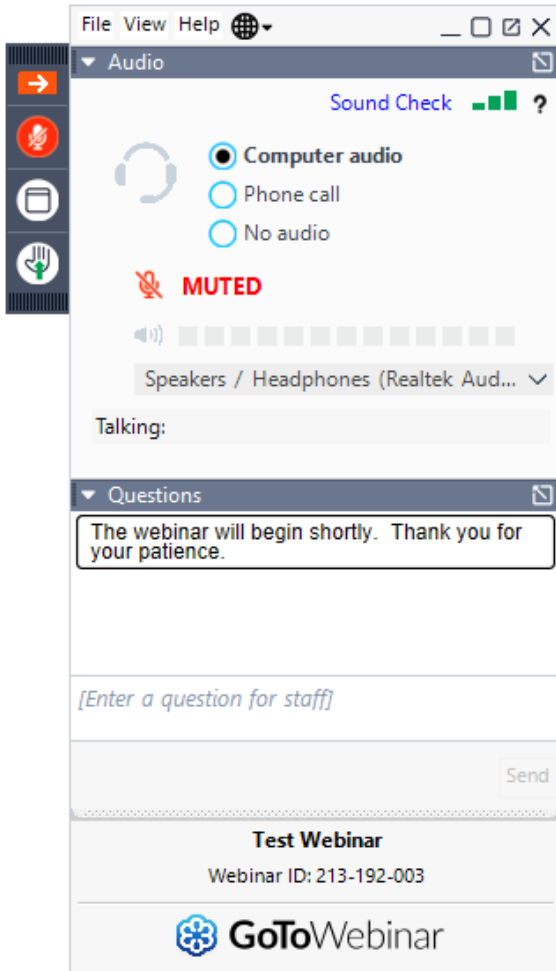 File View Help
Audio
Sound Check ?
Computer audio
Phone call
No audio
MUTED
Speakers / Headphones (Realtek Aud...
Talking:
Questions
The webinar will begin shortly.  Thank you for
your patience.
[Enter a question for staff]
Send
Test Webinar
Webinar ID: 213-192-003
GoToWebinar